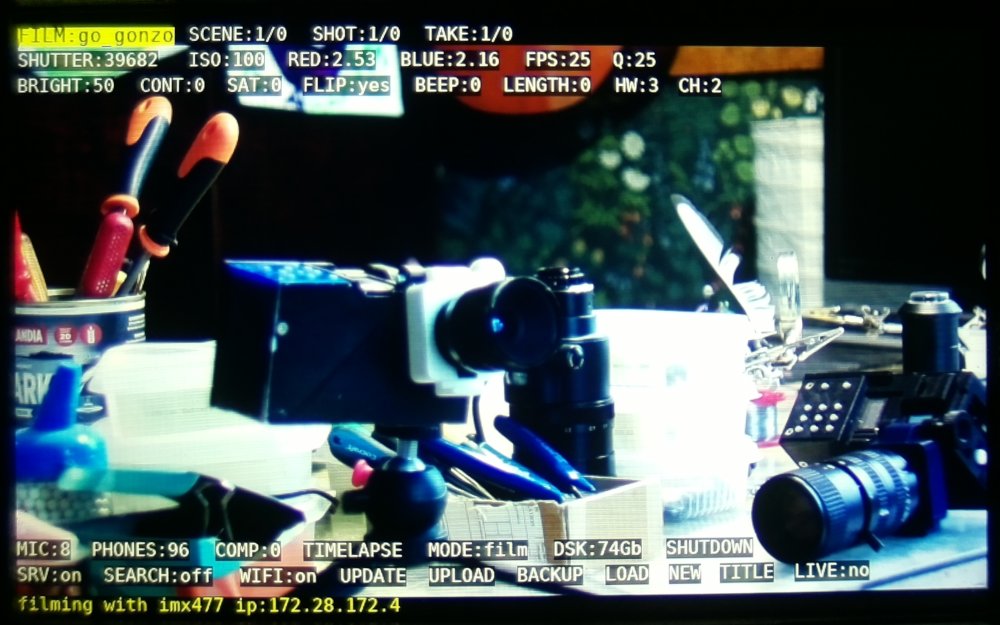 FILM:go_gonzo SCENE:1/0 SHOT:1/0 TAKE:1/0
SHUTTER:39682 ISO:100 RED:2.53 BLUE:2.16 FPS:25 Q:25
BRIGHT:50 CONT:0 SAT:0 FLIP:yes BEEP:0 LENGTH:0 HW:3 CH:2
MIC:8 PHONES:96 COMP:0 TIMELAPSE MODE:film DSK:74Gb SHUTDOWN
SRV:on SEARCH:off WIFI:on UPDATE UPLOAD BACKUP LOAD NEW TITLE LIVE:no
filming with imx477 ip:172.28.172.4